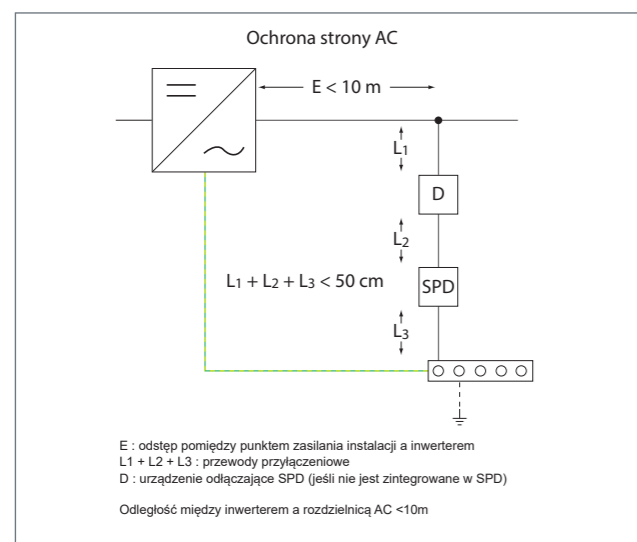 Ochrona strony AC
E < 10 m
L1
D
L2
L1 + L2 + L3 < 50 cm
SPD
L3
E : odstęp pomiędzy punktem zasilania instalacji a inwerterem
L1 + L2 + L3 : przewody przyłączeniowe
D : urządzenie odłączające SPD (jeśli nie jest zintegrowane w SPD)
Odległość między inwerterem a rozdzielnicą AC <10m